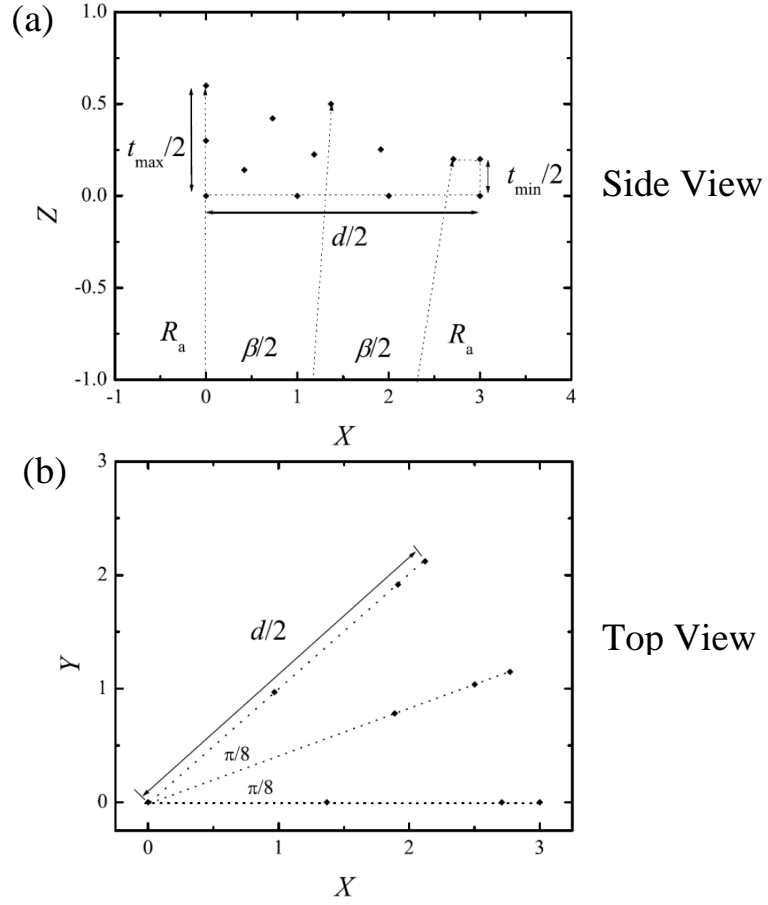 (a)
1.0
0.5
0.0
-0.5
-1.0
Z
t_max/2
d/2
t_min/2
R_a
β/2
β/2
R_a
-1 0 1 2 3 4
X
Side View
(b)
3
2
1
0
Y
d/2
π/8
π/8
0 1 2 3
X
Top View